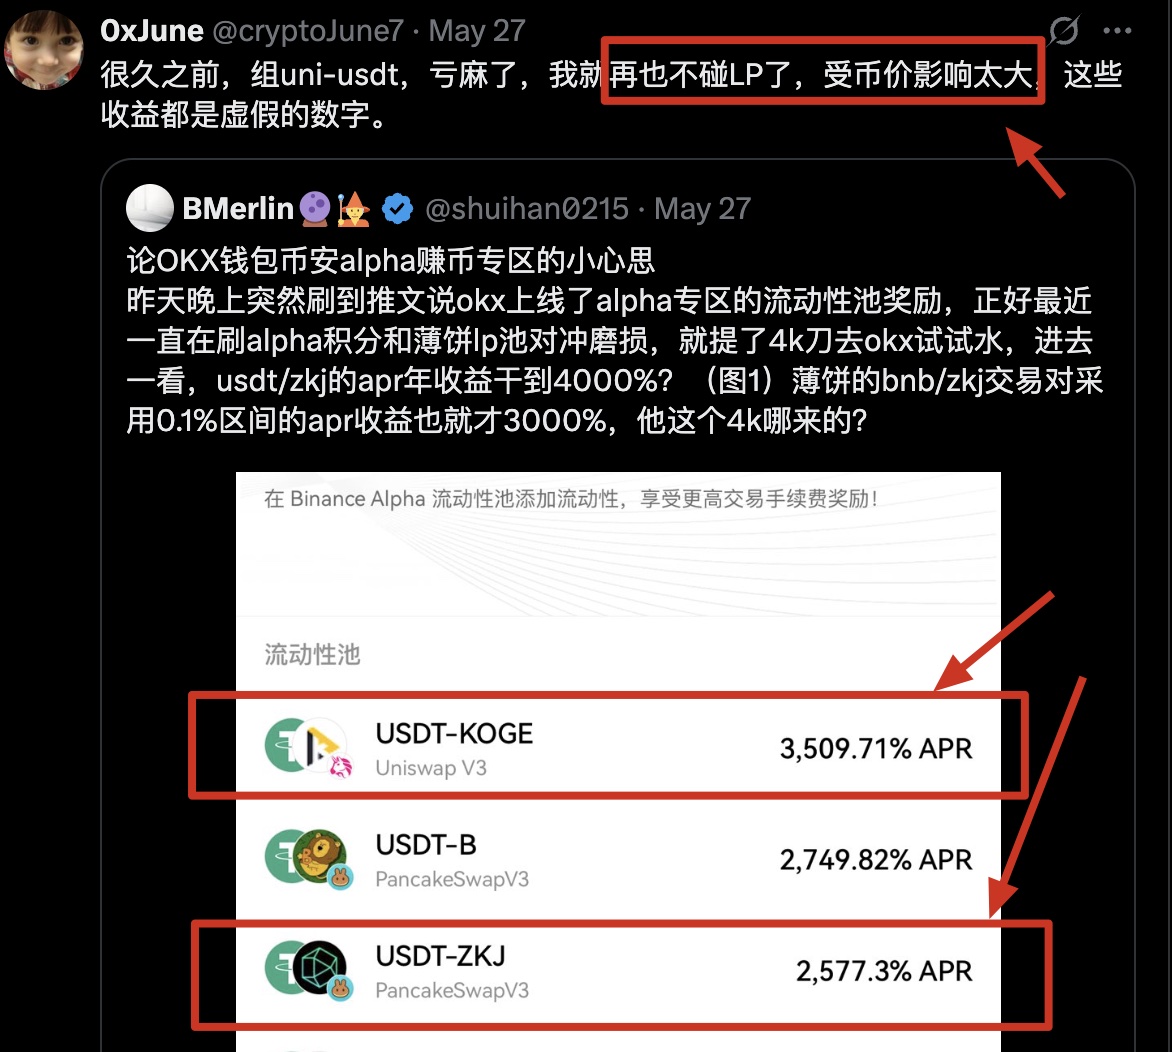 0xJune @cryptoJune7 · May 27
很久之前，组uni-usdt，亏麻了，我就再也不碰LP了，受币价影响太大，这些
收益都是虚假的数字。
BMerlin @shuihan0215 · May 27
论OKX钱包币安alpha赚币专区的小心思
昨天晚上突然刷到推文说okx上线了alpha专区的流动性池奖励，正好最近
一直在刷alpha积分和薄饼lp池对冲磨损，就提了4k刀去okx试试水，进去
一看，usdt/zkj的apr年收益干到4000%？（图1）薄饼的bnb/zkj交易对采
用0.1%区间的apr收益也就才3000%，他这个4k哪来的？
在 Binance Alpha 流动性池添加流动性，享受更高交易手续费奖励！
流动性池
USDT-KOGE
3,509.71% APR
Uniswap V3
USDT-B
2,749.82% APR
PancakeSwapV3
USDT-ZKJ
2,577.3% APR
PancakeSwapV3